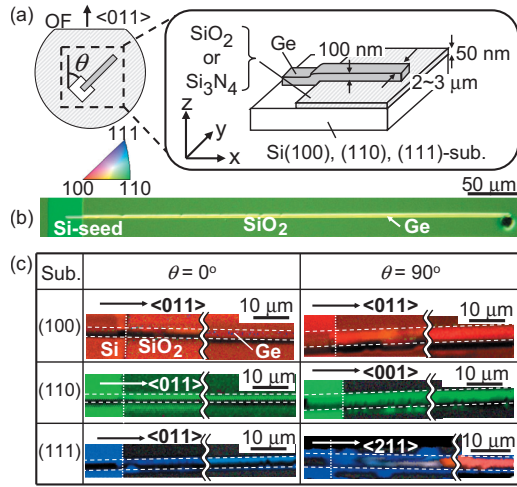 (a) OF <011>
θ
SiO2
or
Si3N4
Ge
100 nm
50 nm
2~3 μm
z
y
x
Si(100), (110), (111)-sub.
111
100 110
50 μm
(b)
Si-seed SiO2 Ge
(c)
Sub. θ = 0o θ = 90o
(100) <011> 10 μm <011> 10 μm
Si SiO2 Ge
(110) <011> 10 μm <001> 10 μm
(111) <011> 10 μm <211> 10 μm